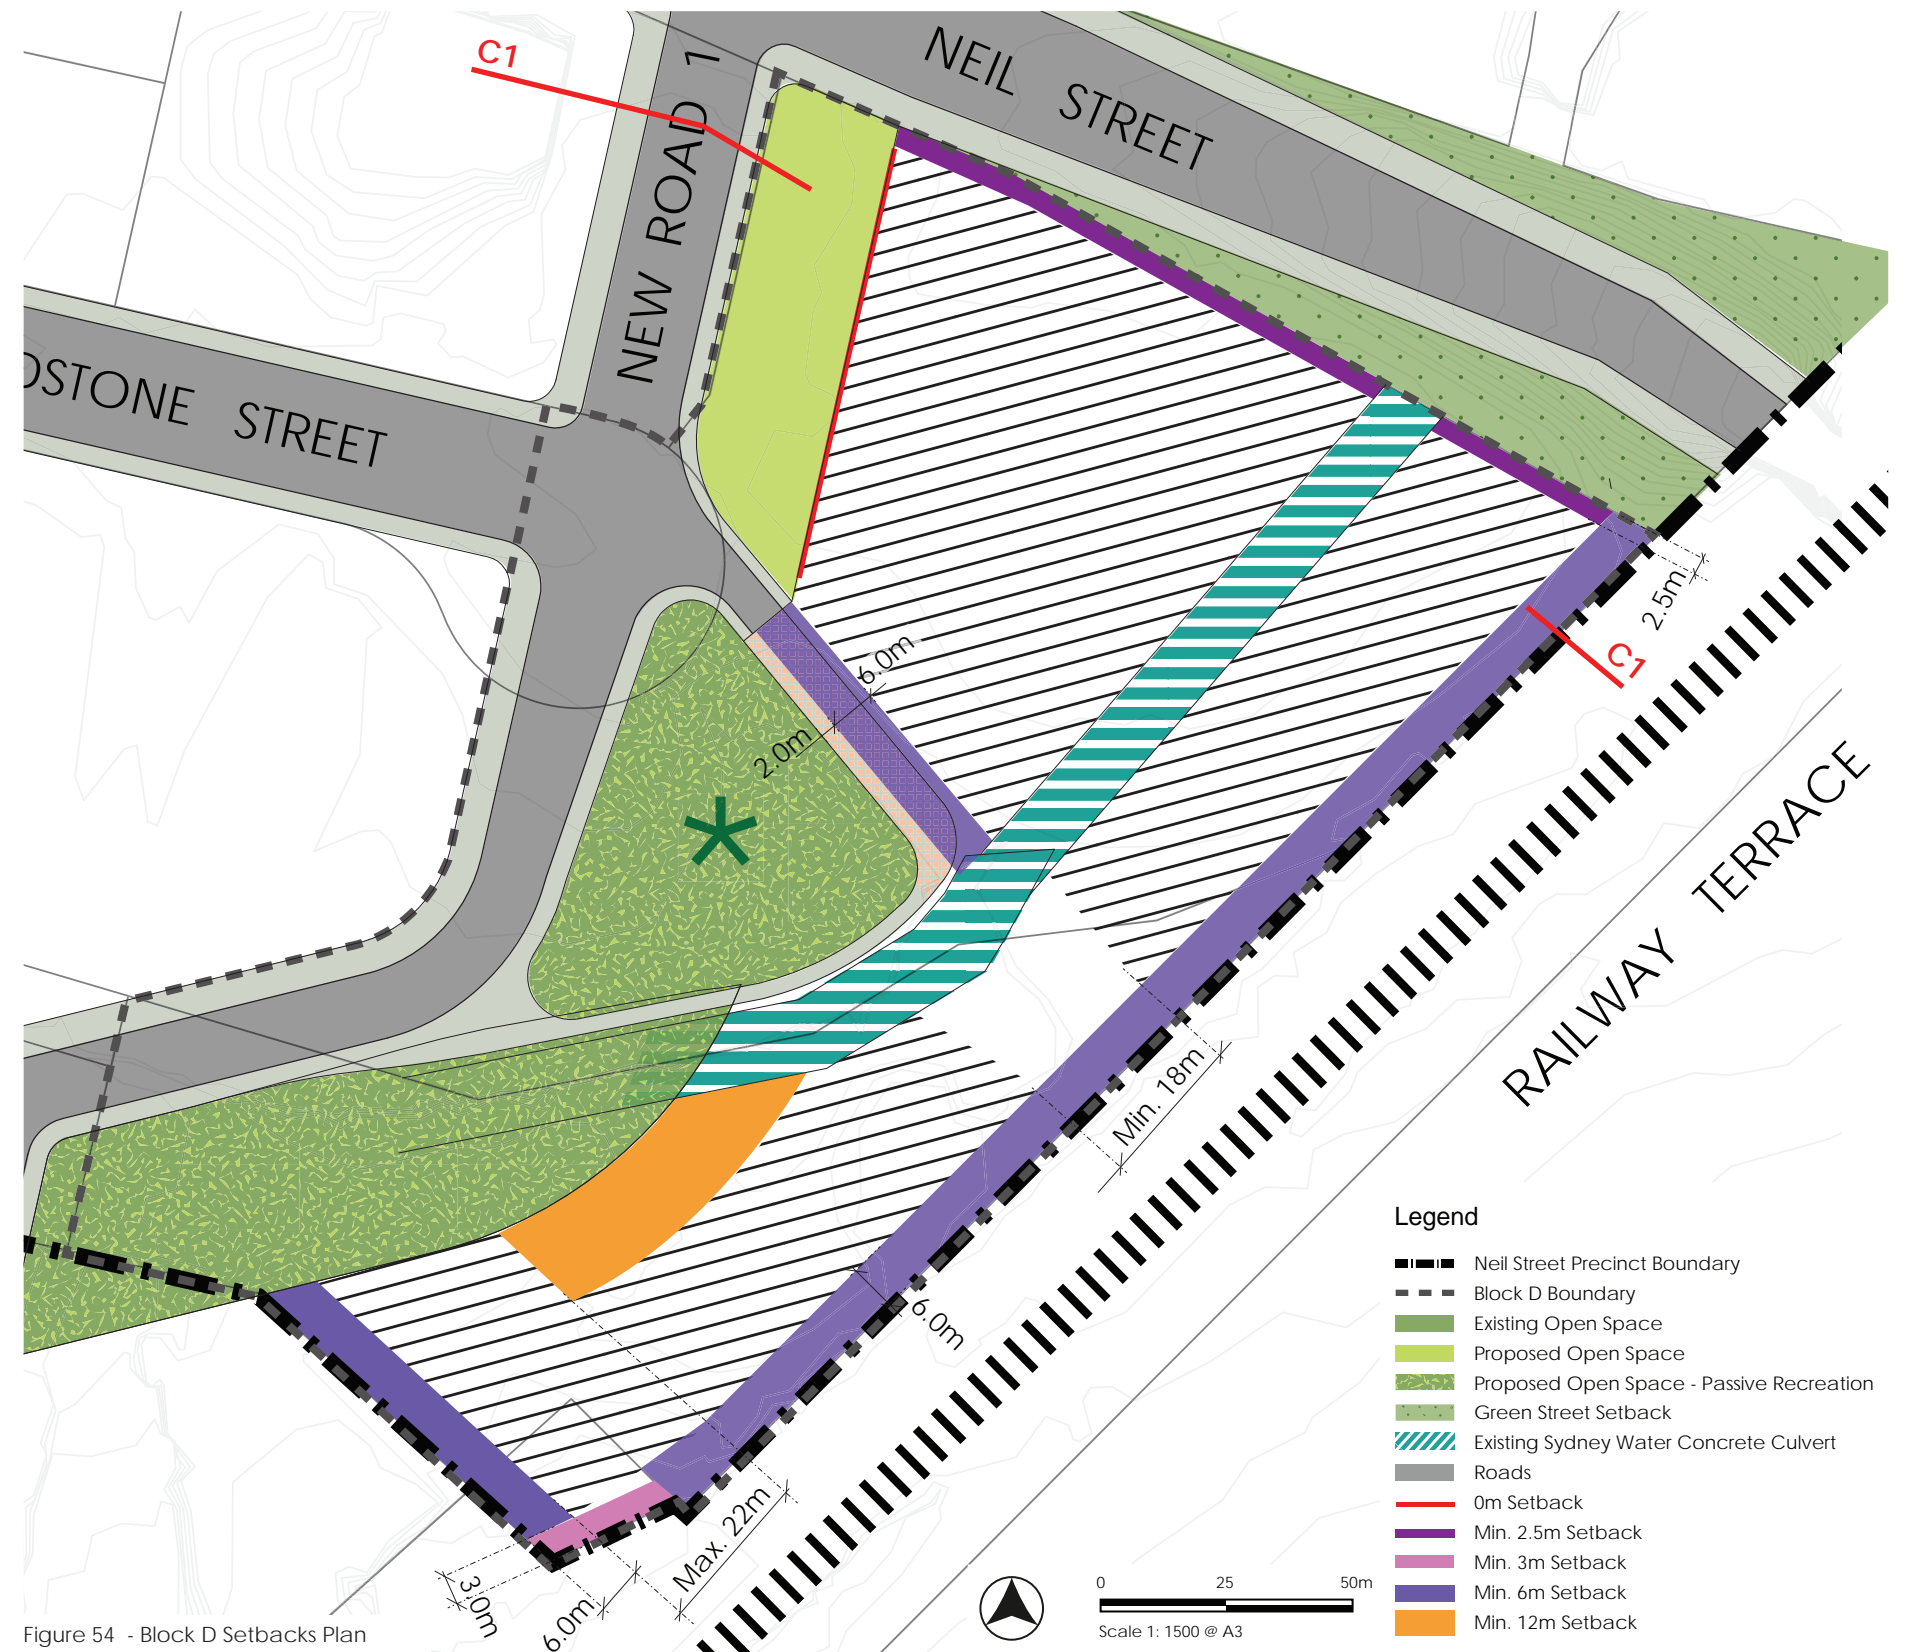 C1
NEIL STREET
NEW ROAD 1
DSTONE STREET
2.5m
C1
6.0m
2.0m
RAILWAY TERRACE
Min. 18m
6.0m
Max. 22m
3.0m
6.0m
Legend
Neil Street Precinct Boundary
Block D Boundary
Existing Open Space
Proposed Open Space
Proposed Open Space - Passive Recreation
Green Street Setback
Existing Sydney Water Concrete Culvert
Roads
0m Setback
Min. 2.5m Setback
Min. 3m Setback
Min. 6m Setback
Min. 12m Setback
0 25 50m
Scale 1: 1500 @ A3
Figure 54 - Block D Setbacks Plan